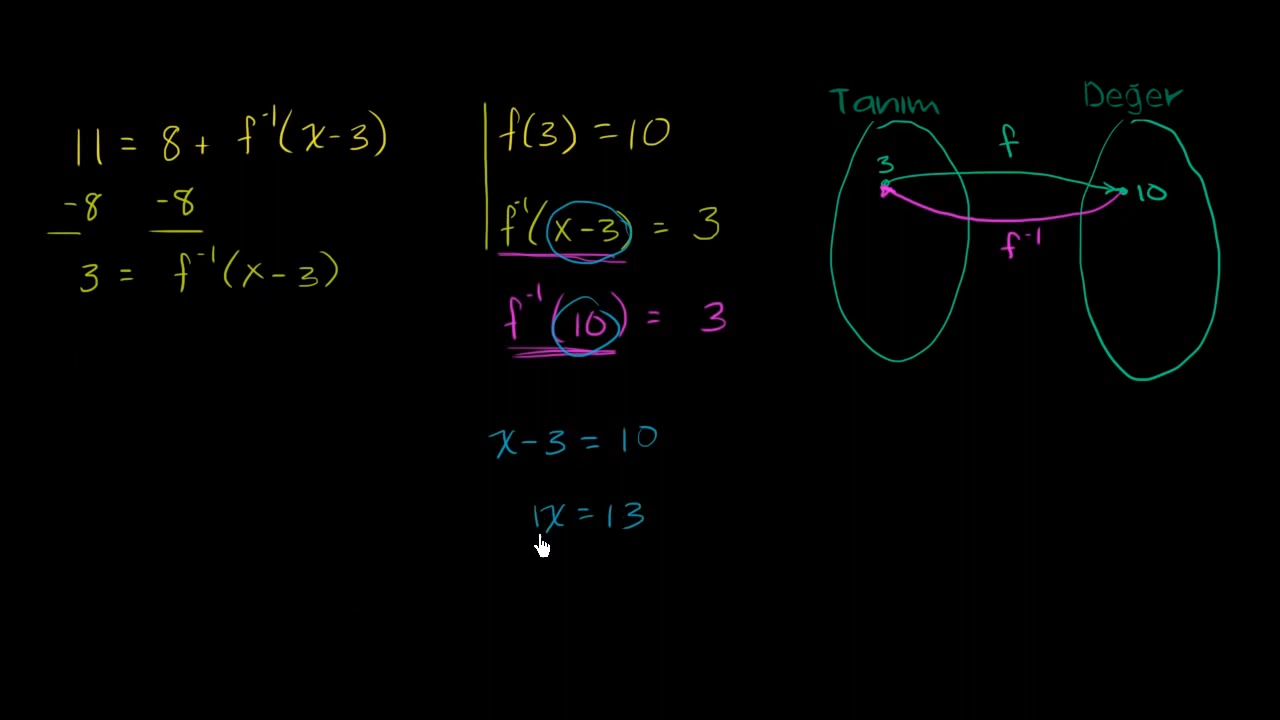 11 = 8 + f⁻¹(x-3)
-8 -8
3 = f⁻¹(x-3)
f(3) = 10
f⁻¹(x-3) = 3
f⁻¹(10) = 3
x-3 = 10
1x = 13
Tanım Değer
f
3
10
f⁻¹